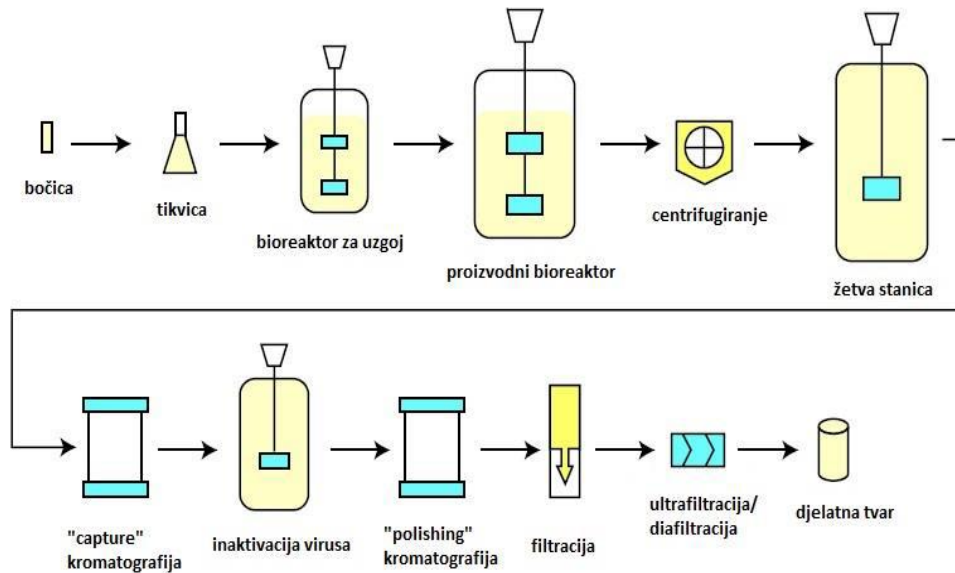 bočica
tikvica
bioreaktor za uzgoj
proizvodni bioreaktor
centrifugiranje
žetva stanica
"capture"
kromatografija
inaktivacija virusa
"polishing"
kromatografija
filtracija
ultrafiltracija/
diafiltracija
djelatna tvar